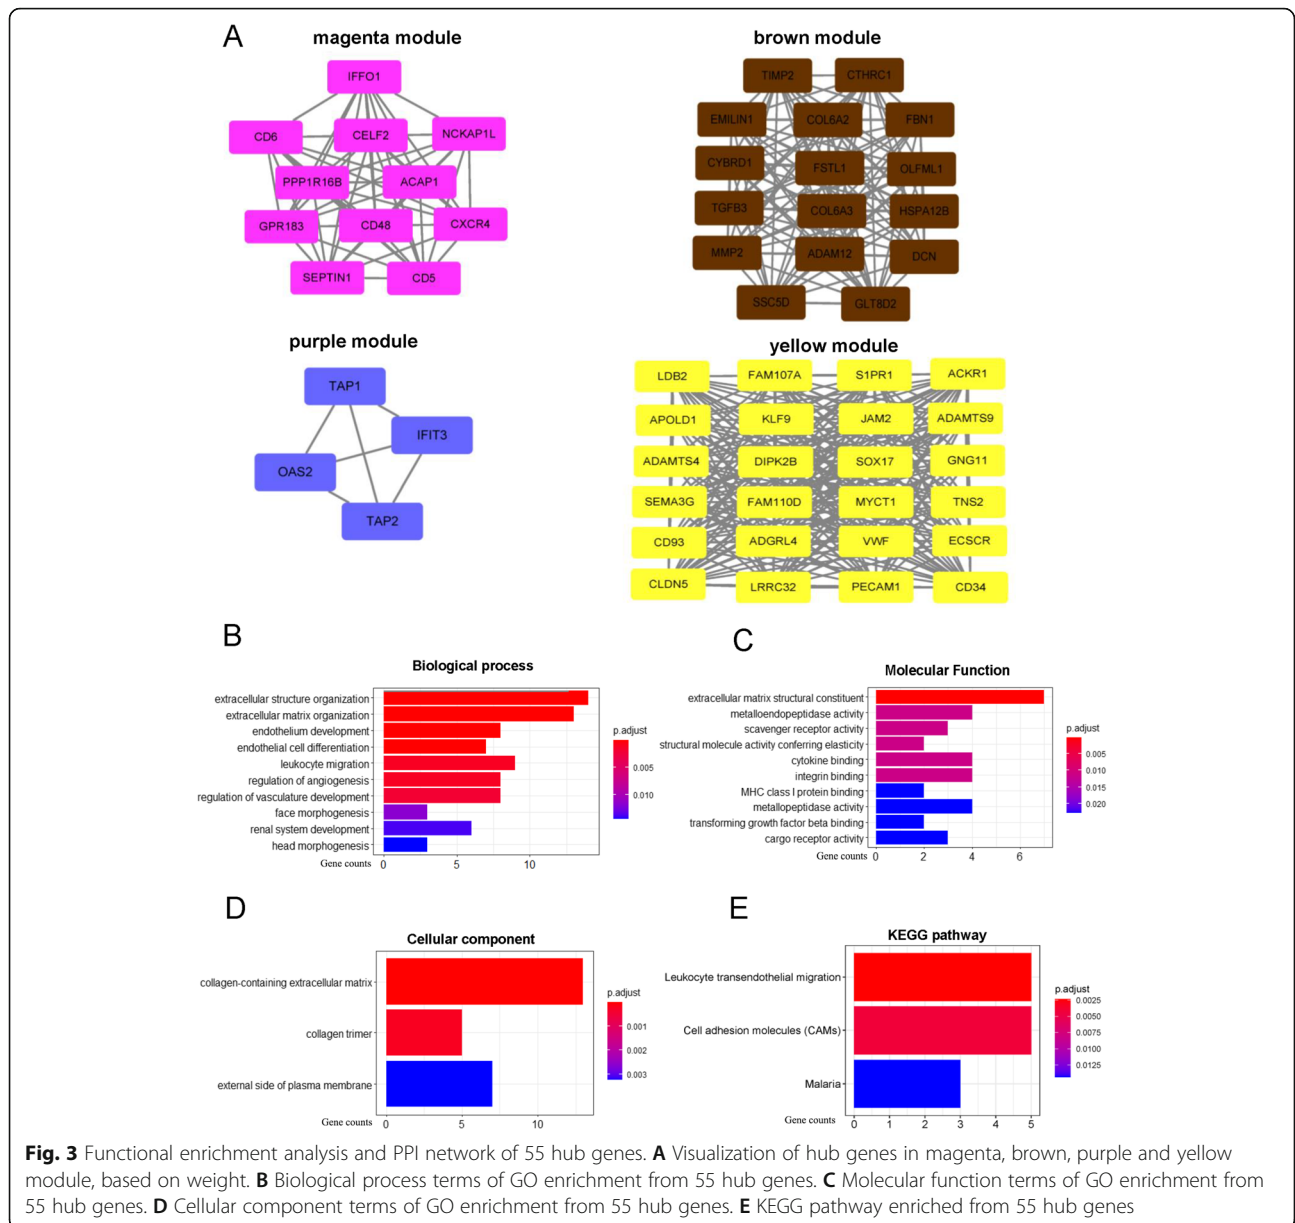 A
magenta module
IFFO1
CD6
CELF2
NCKAP1L
PPP1R16B
ACAP1
GPR183
CD48
CXCR4
SEPTIN1
CD5
brown module
TIMP2
CTHRC1
EMILIN1
COL6A2
FBN1
CYBRD1
FSTL1
OLFML1
TGFB3
COL6A3
HSPA12B
MMP2
ADAM12
DCN
SSC5D
GLT8D2
purple module
TAP1
IFIT3
OAS2
TAP2
yellow module
LDB2
FAM107A
S1PR1
ACKR1
APOLD1
KLF9
JAM2
ADAMTS9
ADAMTS4
DIPK2B
SOX17
GNG11
SEMA3G
FAM110D
MYCT1
TNS2
CD93
ADGRL4
VWF
ECSCR
CLDN5
LRRC32
PECAM1
CD34
B
Biological process
extracellular structure organization
extracellular matrix organization
endothelium development
endothelial cell differentiation
leukocyte migration
regulation of angiogenesis
regulation of vasculature development
face morphogenesis
renal system development
head morphogenesis
Gene counts
0 5 10
p.adjust
0.005
0.010
C
Molecular Function
extracellular matrix structural constituent
metalloendopeptidase activity
scavenger receptor activity
structural molecule activity conferring elasticity
cytokine binding
integrin binding
MHC class I protein binding
metallopeptidase activity
transforming growth factor beta binding
cargo receptor activity
Gene counts
0 2 4 6
p.adjust
0.005
0.010
0.015
0.020
D
Cellular component
collagen-containing extracellular matrix
collagen trimer
external side of plasma membrane
Gene counts
0 5 10
p.adjust
0.001
0.002
0.003
E
KEGG pathway
Leukocyte transendothelial migration
Cell adhesion molecules (CAMs)
Malaria
Gene counts
0 1 2 3 4 5
p.adjust
0.0025
0.0050
0.0075
0.0100
0.0125
Fig. 3 Functional enrichment analysis and PPI network of 55 hub genes. A Visualization of hub genes in magenta, brown, purple and yellow
module, based on weight. B Biological process terms of GO enrichment from 55 hub genes. C Molecular function terms of GO enrichment from
55 hub genes. D Cellular component terms of GO enrichment from 55 hub genes. E KEGG pathway enriched from 55 hub genes